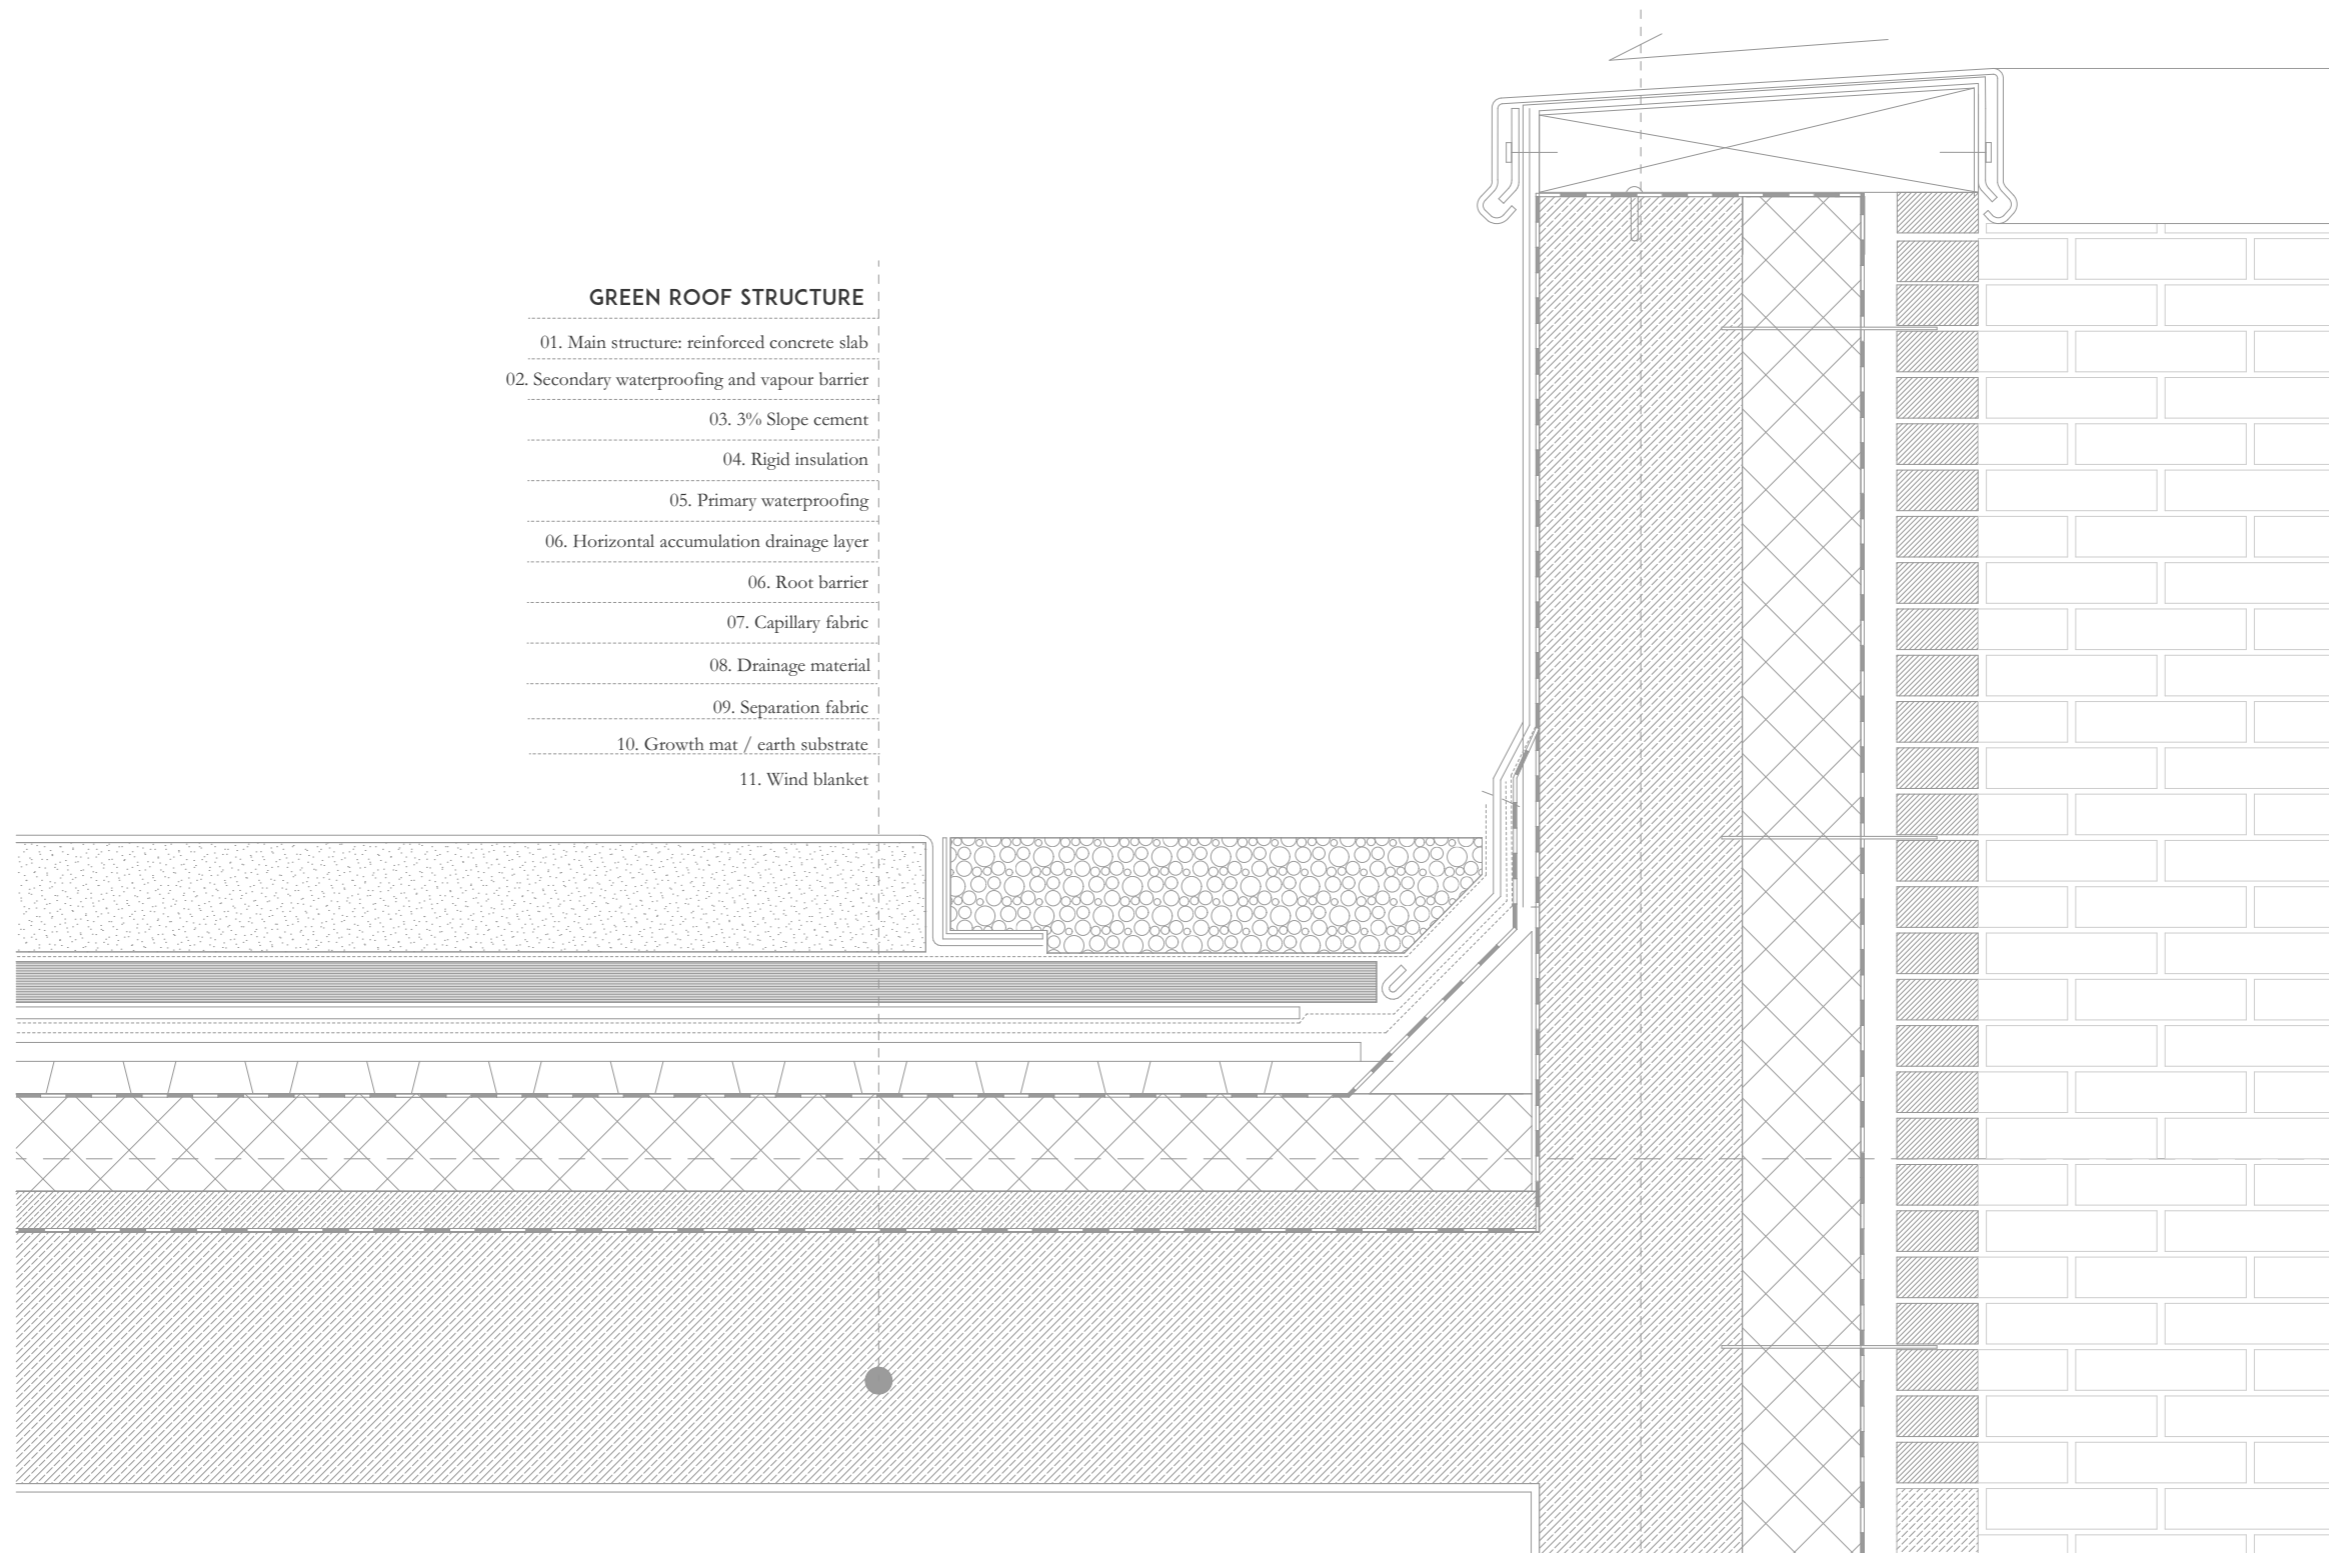 GREEN ROOF STRUCTURE
01. Main structure: reinforced concrete slab
02. Secondary waterproofing and vapour barrier
03. 3% Slope cement
04. Rigid insulation
05. Primary waterproofing
06. Horizontal accumulation drainage layer
06. Root barrier
07. Capillary fabric
08. Drainage material
09. Separation fabric
10. Growth mat / earth substrate
11. Wind blanket